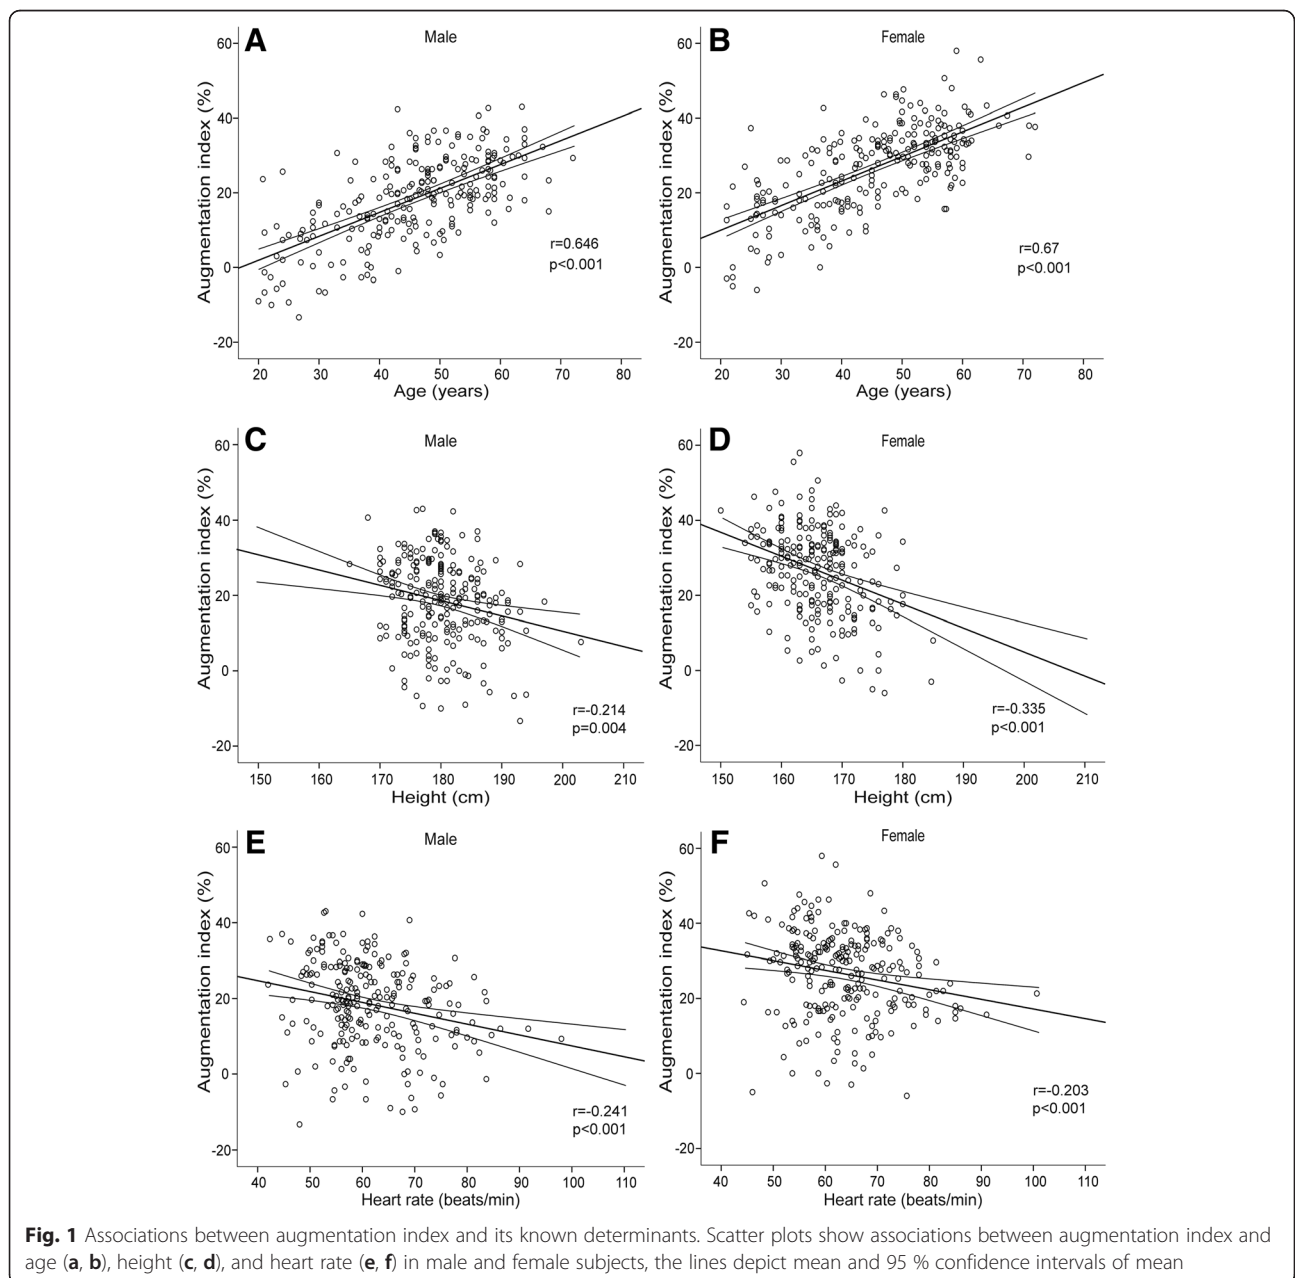 A
Male
60
40
20
0
-20
Augmentation index (%)
r=0.646
p<0.001
20 30 40 50 60 70 80
Age (years)
B
Female
60
40
20
0
-20
Augmentation index (%)
r=0.67
p<0.001
20 30 40 50 60 70 80
Age (years)
C
Male
60
40
20
0
-20
Augmentation index (%)
r=-0.214
p=0.004
150 160 170 180 190 200 210
Height (cm)
D
Female
60
40
20
0
-20
Augmentation index (%)
r=-0.335
p<0.001
150 160 170 180 190 200 210
Height (cm)
E
Male
60
40
20
0
-20
Augmentation index (%)
r=-0.241
p<0.001
40 50 60 70 80 90 100 110
Heart rate (beats/min)
F
Female
60
40
20
0
-20
Augmentation index (%)
r=-0.203
p<0.001
40 50 60 70 80 90 100 110
Heart rate (beats/min)
Fig. 1 Associations between augmentation index and its known determinants. Scatter plots show associations between augmentation index and
age (a, b), height (c, d), and heart rate (e, f) in male and female subjects, the lines depict mean and 95 % confidence intervals of mean